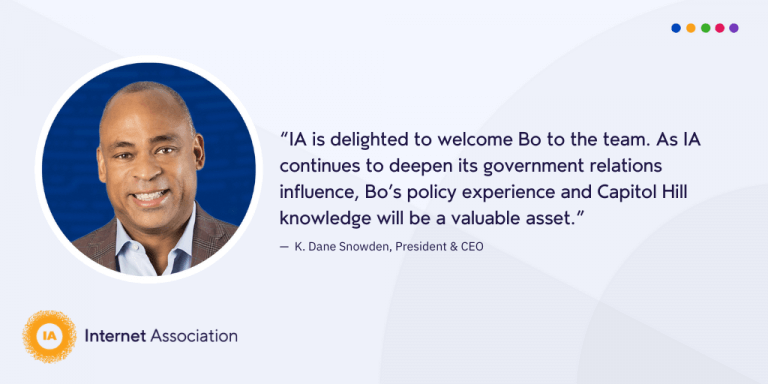 “IA is delighted to welcome Bo to the team. As IA
continues to deepen its government relations
influence, Bo’s policy experience and Capitol Hill
knowledge will be a valuable asset.”
— K. Dane Snowden, President & CEO
IA
Internet Association